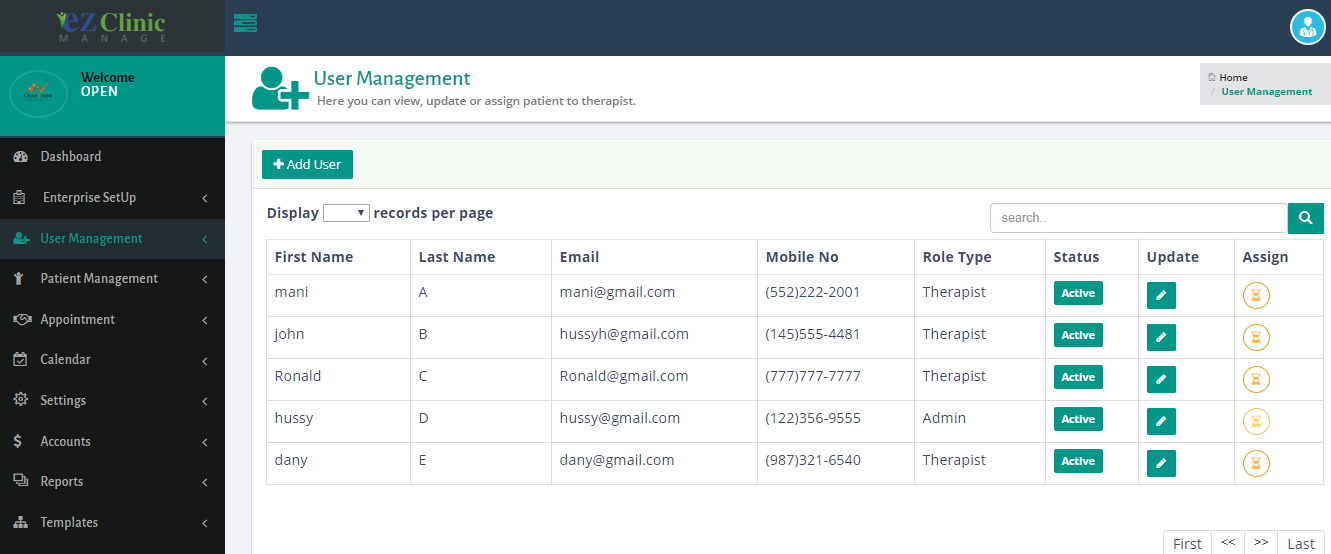 ezClinic
MANAGE
Welcome
OPEN
Dashboard
Enterprise SetUp
User Management
Patient Management
Appointment
Calendar
Settings
Accounts
Reports
Templates
User Management
Here you can view, update or assign patient to therapist.
Home
/ User Management
Add User
Display records per page
search..
First Name Last Name Email Mobile No Role Type Status Update Assign
mani A mani@gmail.com (552)222-2001 Therapist Active
john B hussyh@gmail.com (145)555-4481 Therapist Active
Ronald C Ronald@gmail.com (777)777-7777 Therapist Active
hussy D hussy@gmail.com (122)356-9555 Admin Active
dany E dany@gmail.com (987)321-6540 Therapist Active
First << >> Last